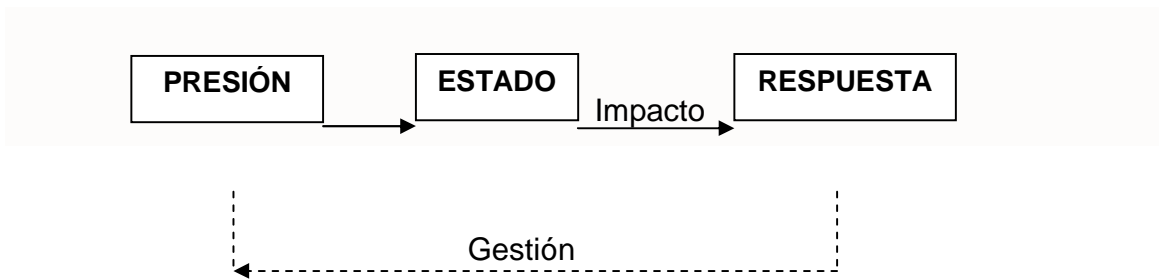 PRESIÓN
ESTADO
Impacto
RESPUESTA
Gestión